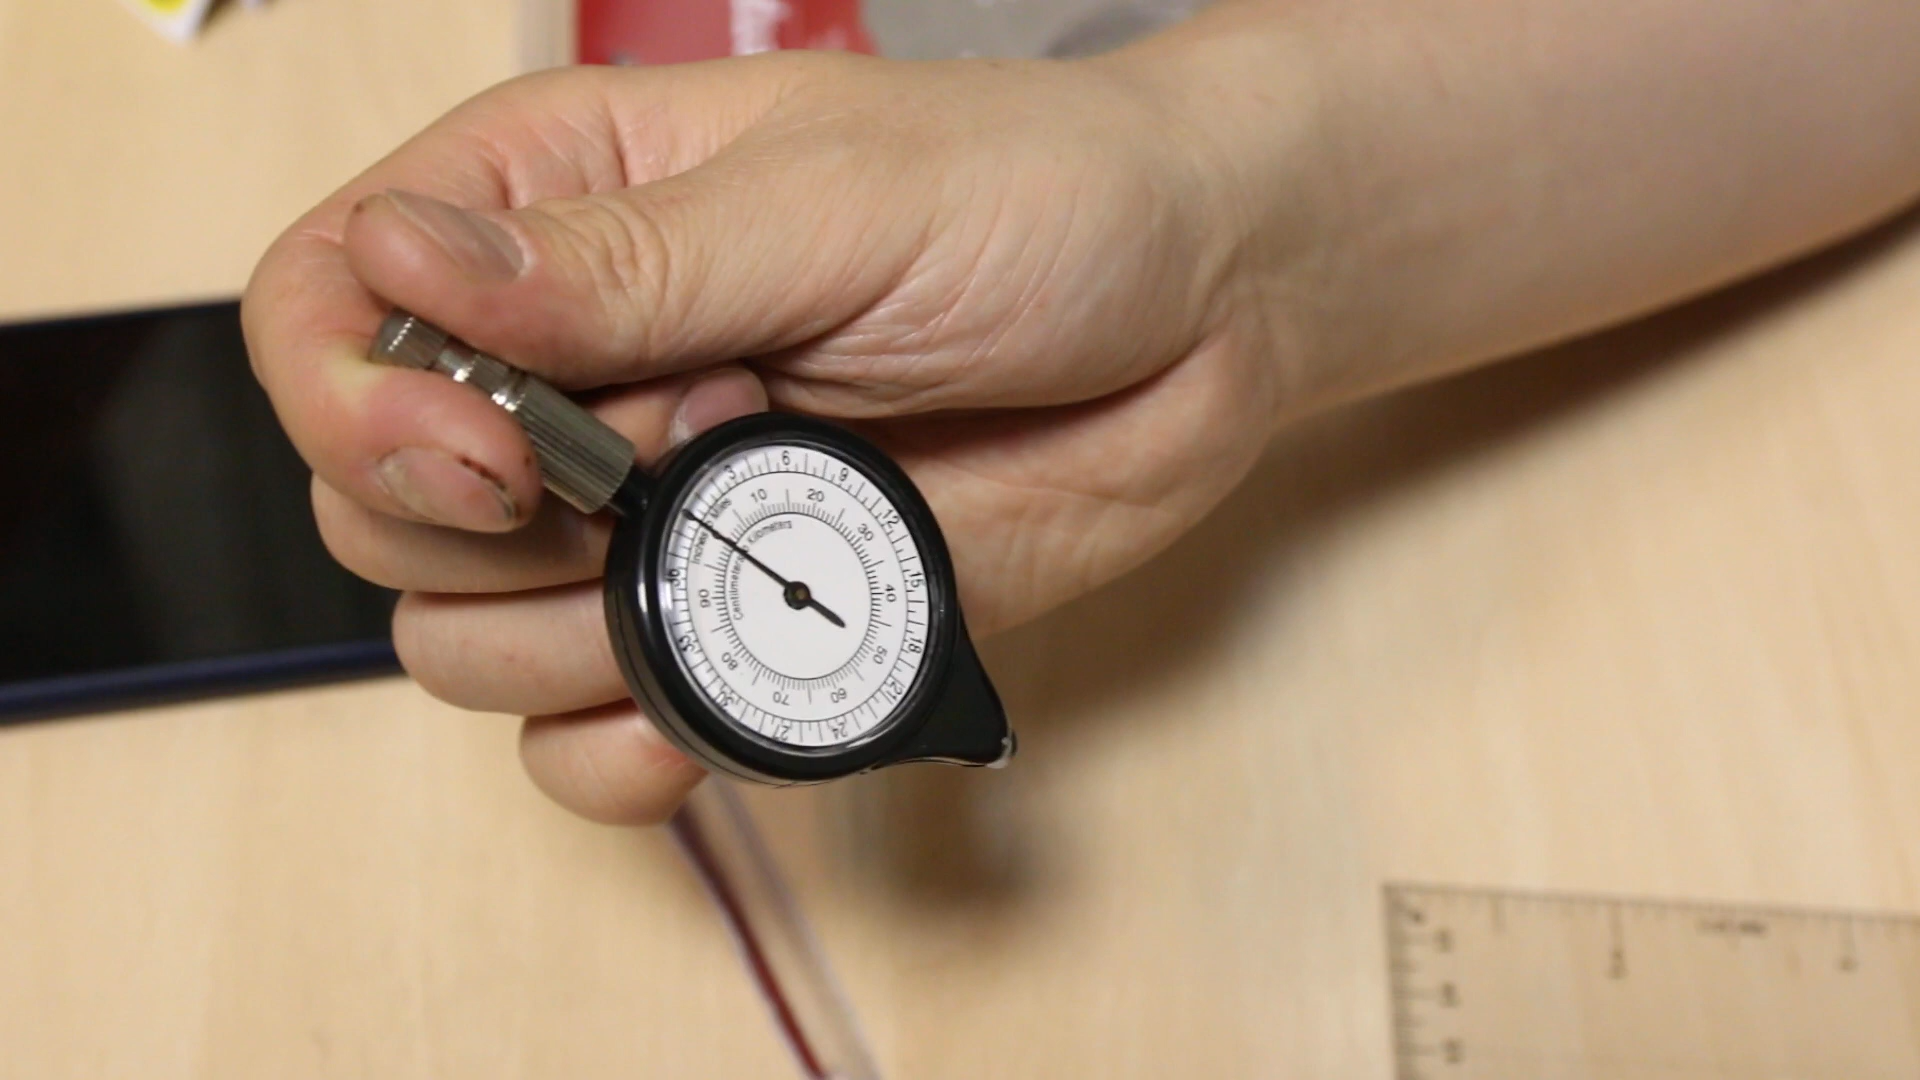 3 6 9 12 15 18 21 24 27 30 33 36
Inches & Miles
10 20 30 40 50 60 70 80 90
Centimeters & Kilometers